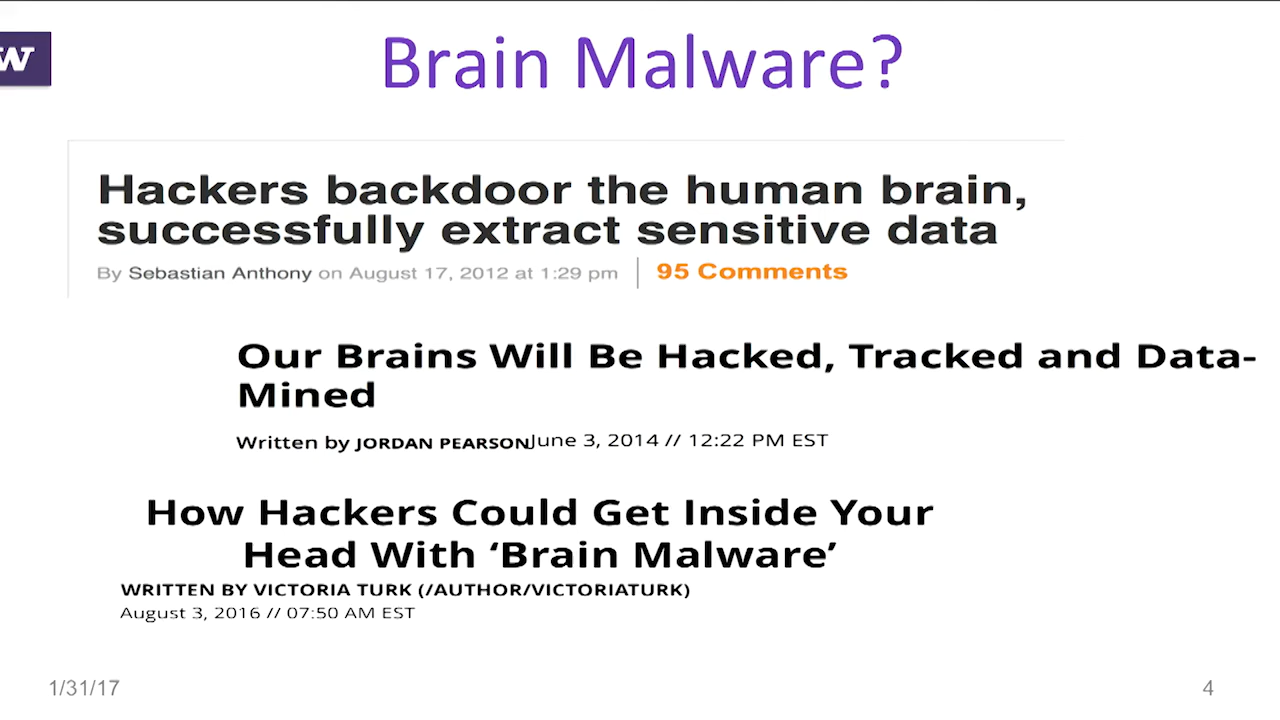 W
Brain Malware?
Hackers backdoor the human brain,
successfully extract sensitive data
By Sebastian Anthony on August 17, 2012 at 1:29 pm | 95 Comments
Our Brains Will Be Hacked, Tracked and Data-
Mined
Written by JORDAN PEARSON June 3, 2014 // 12:22 PM EST
How Hackers Could Get Inside Your
Head With ‘Brain Malware’
WRITTEN BY VICTORIA TURK (/AUTHOR/VICTORIATURK)
August 3, 2016 // 07:50 AM EST
1/31/17
4